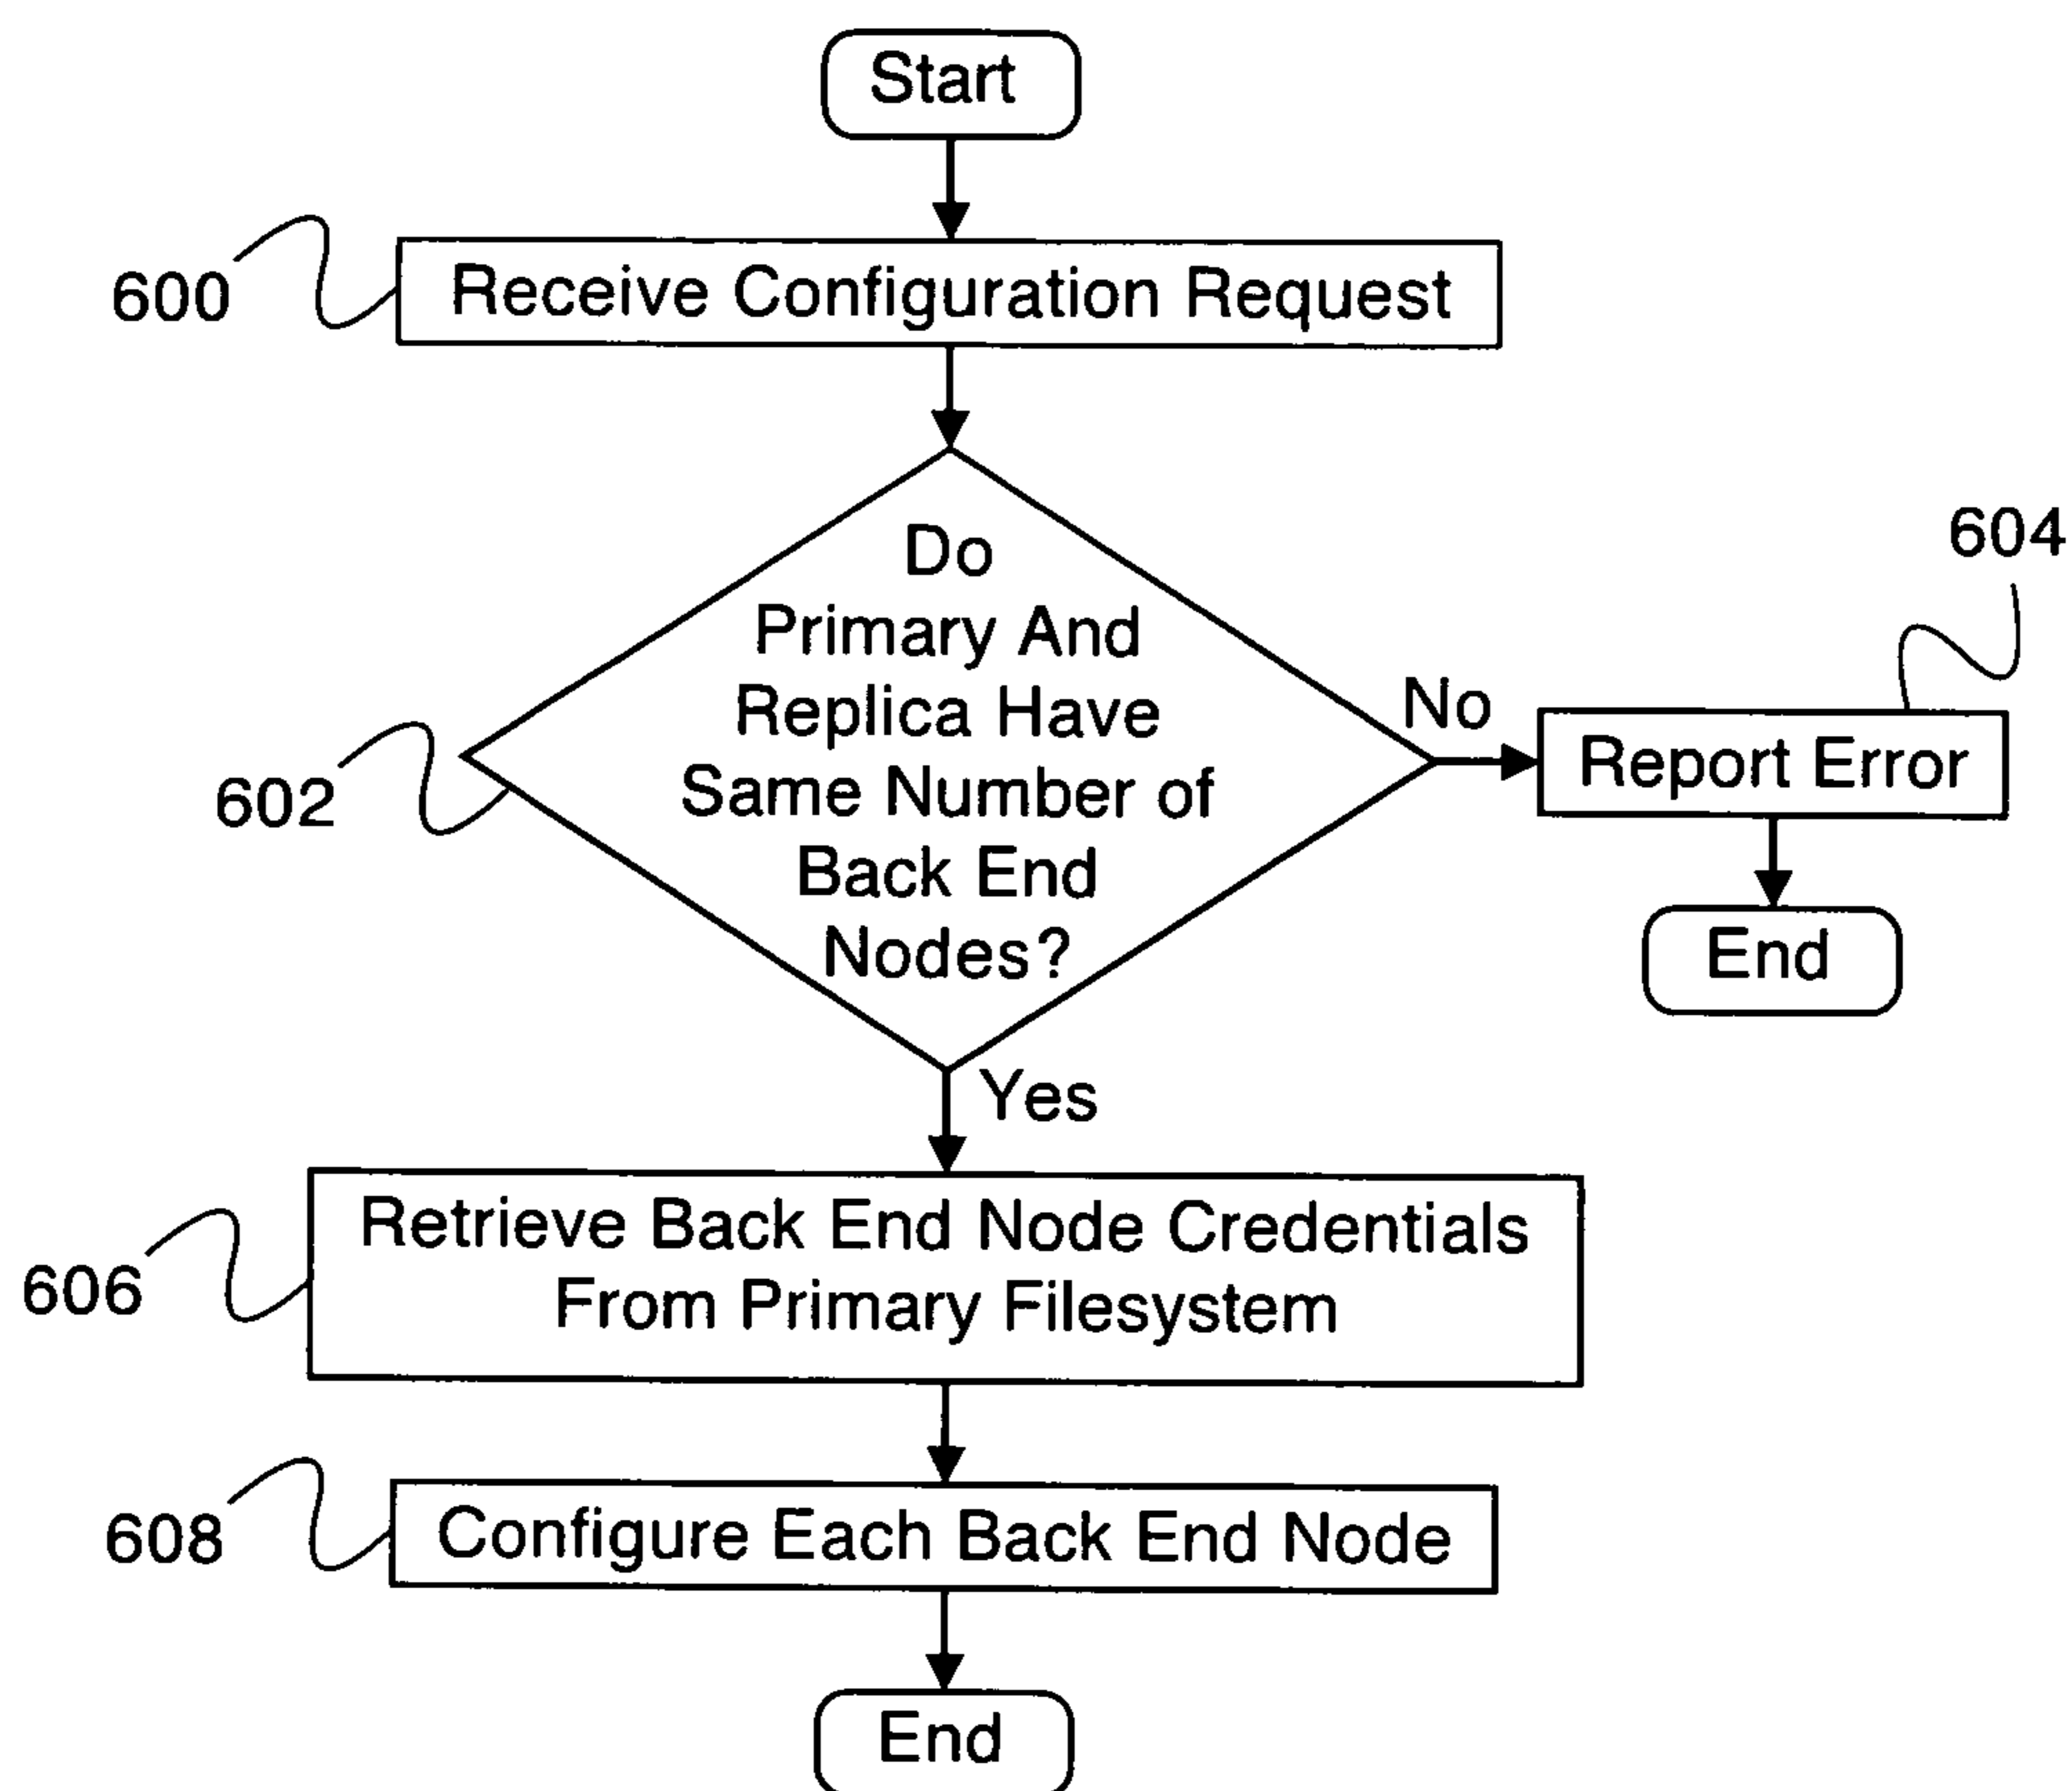 Start
600
Receive Configuration Request
Do
Primary And
Replica Have
Same Number of
Back End
Nodes?
602
No
604
Report Error
End
Yes
606
Retrieve Back End Node Credentials
From Primary Filesystem
608
Configure Each Back End Node
End